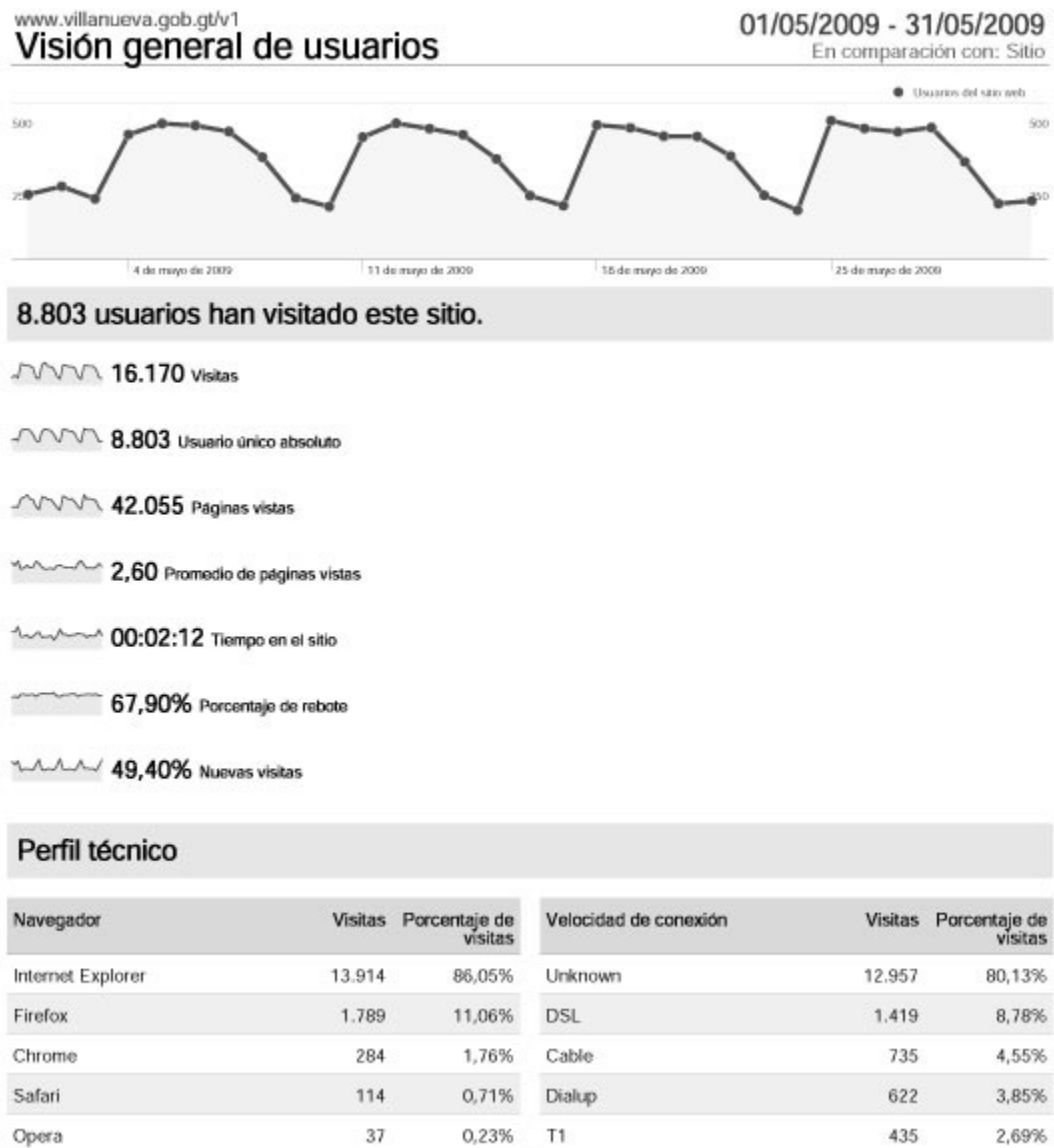 www.villanueva.gob.gt/v1
Visión general de usuarios
01/05/2009 - 31/05/2009
En comparación con: Sitio
Usuarios del sitio web
500 500
250 250
4 de mayo de 2009 11 de mayo de 2009 18 de mayo de 2009 25 de mayo de 2009
8.803 usuarios han visitado este sitio.
16.170 Visitas
8.803 Usuario único absoluto
42.055 Páginas vistas
2,60 Promedio de páginas vistas
00:02:12 Tiempo en el sitio
67,90% Porcentaje de rebote
49,40% Nuevas visitas
Perfil técnico
Navegador Visitas Porcentaje de visitas
Internet Explorer 13.914 86,05%
Firefox 1.789 11,06%
Chrome 284 1,76%
Safari 114 0,71%
Opera 37 0,23%
Velocidad de conexión Visitas Porcentaje de visitas
Unknown 12.957 80,13%
DSL 1.419 8,78%
Cable 735 4,55%
Dialup 622 3,85%
T1 435 2,69%